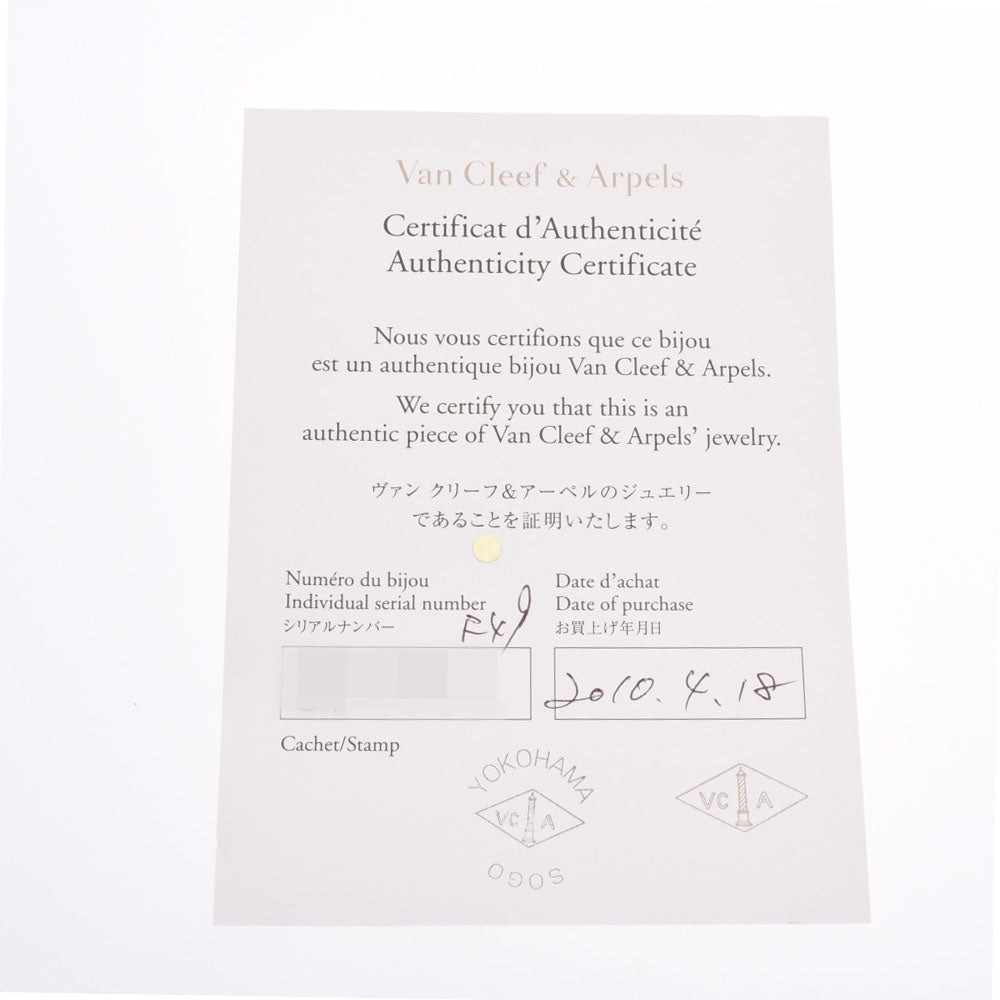 Van Cleef & Arpels
Certificat d'Authenticité
Authenticity Certificate
Nous vous certifions que ce bijou
est un authentique bijou Van Cleef & Arpels.
We certify you that this is an
authentic piece of Van Cleef & Arpels' jewelry.
ヴァン クリーフ&アーペルのジュエリー
であることを証明いたします。
Numéro du bijou
Individual serial number
シリアルナンバー
Date d'achat
Date of purchase
お買上げ年月日
2010. 4. 18
Cachet/Stamp
YOKOHAMA
VC A
SOGO
VC A